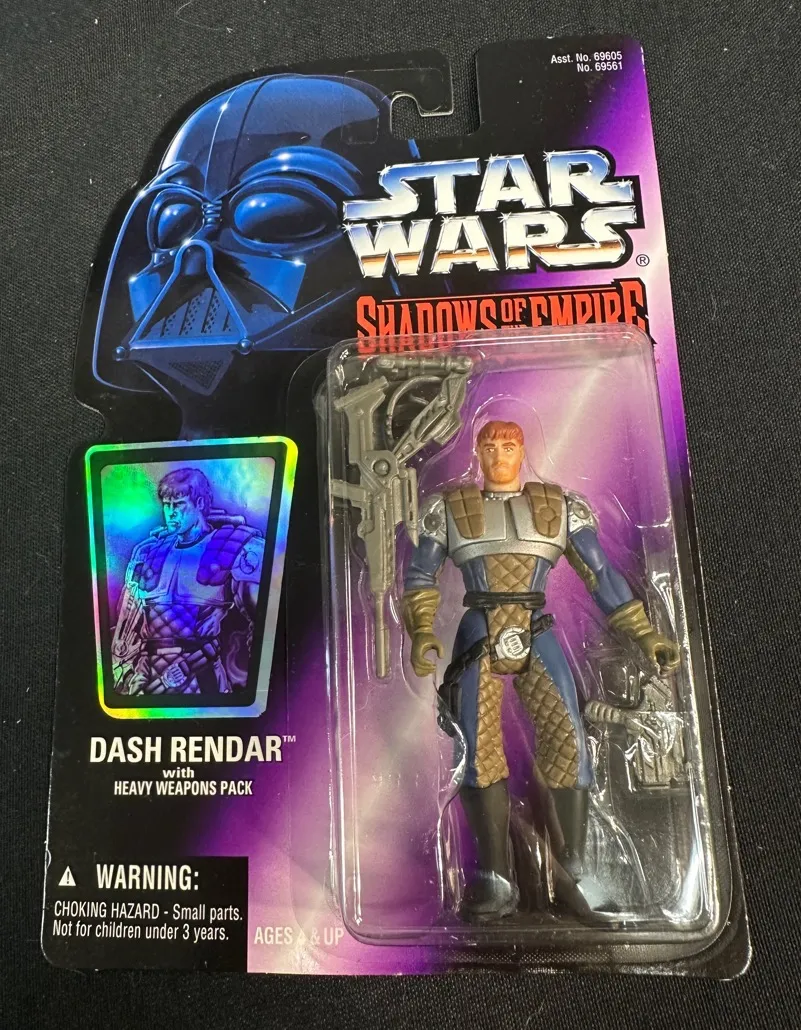 Asst. No. 69605
No. 69561
STAR
WARS®
SHADOWS OF THE EMPIRE
DASH RENDAR™
with
HEAVY WEAPONS PACK
WARNING:
CHOKING HAZARD - Small parts.
Not for children under 3 years.
AGES 4 & UP